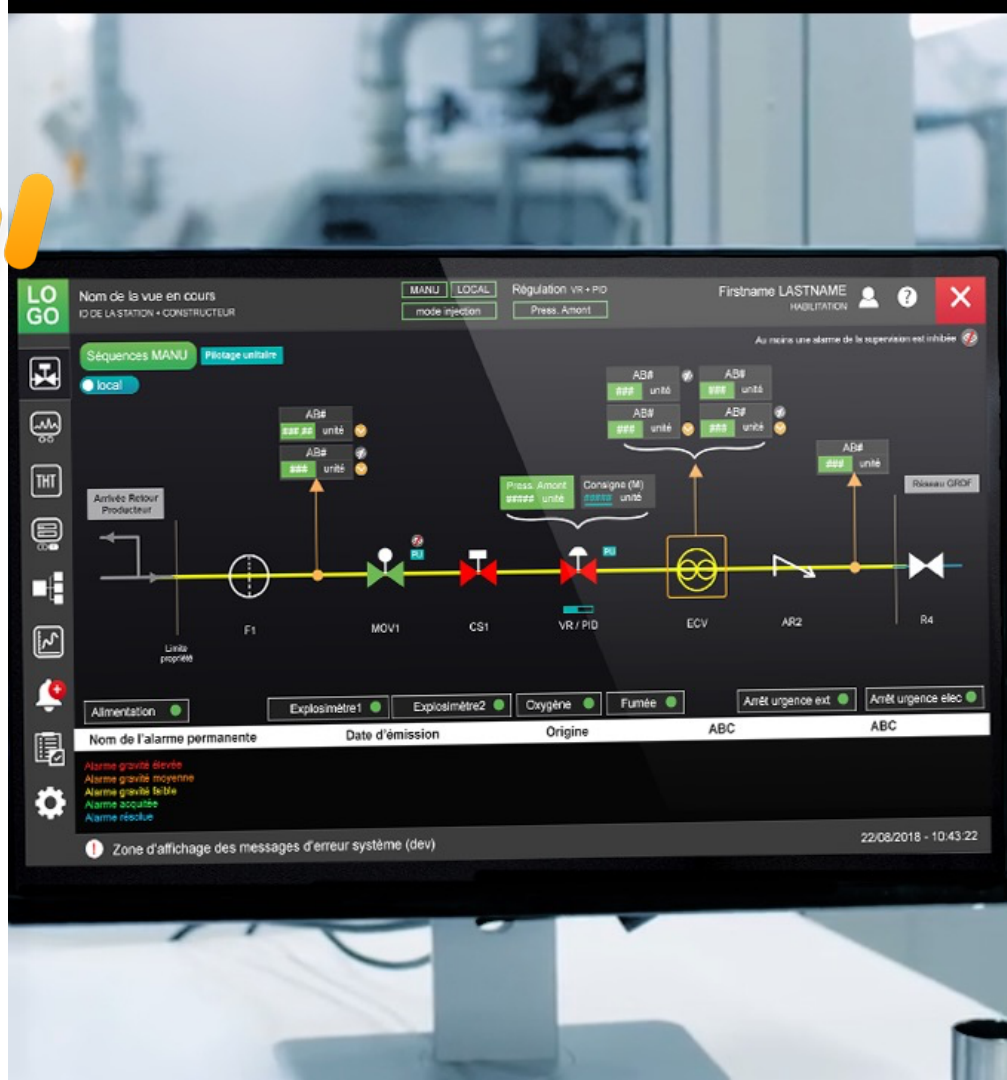 LO
GO
Nom de la vue en cours
ID DE LA STATION • CONSTRUCTEUR
MANU LOCAL
mode injection
Régulation VR + PID
Press. Amont
Firstname LASTNAME
HABILITATION
?
Au moins une alarme de la supervision est inhibée
Séquences MANU
Pilotage unitaire
local
THT
AB#
###.## unité
AB#
### unité
AB#
### unité
AB#
### unité
AB#
### unité
AB#
### unité
AB#
### unité
Press. Amont
##### unité
Consigne (M)
##### unité
Arrivée Retour
Producteur
Réseau GRDF
PU
PU
Limite
propriété
F1
MOV1
CS1
VR / PID
ECV
AR2
R4
Alimentation
Explosimètre1
Explosimètre2
Oxygène
Fumée
Arrêt urgence ext
Arrêt urgence elec
Nom de l'alarme permanente Date d'émission Origine ABC ABC
Alarme gravité élevée
Alarme gravité moyenne
Alarme gravité faible
Alarme acquitée
Alarme résolue
! Zone d'affichage des messages d'erreur système (dev)
22/08/2018 - 10:43:22